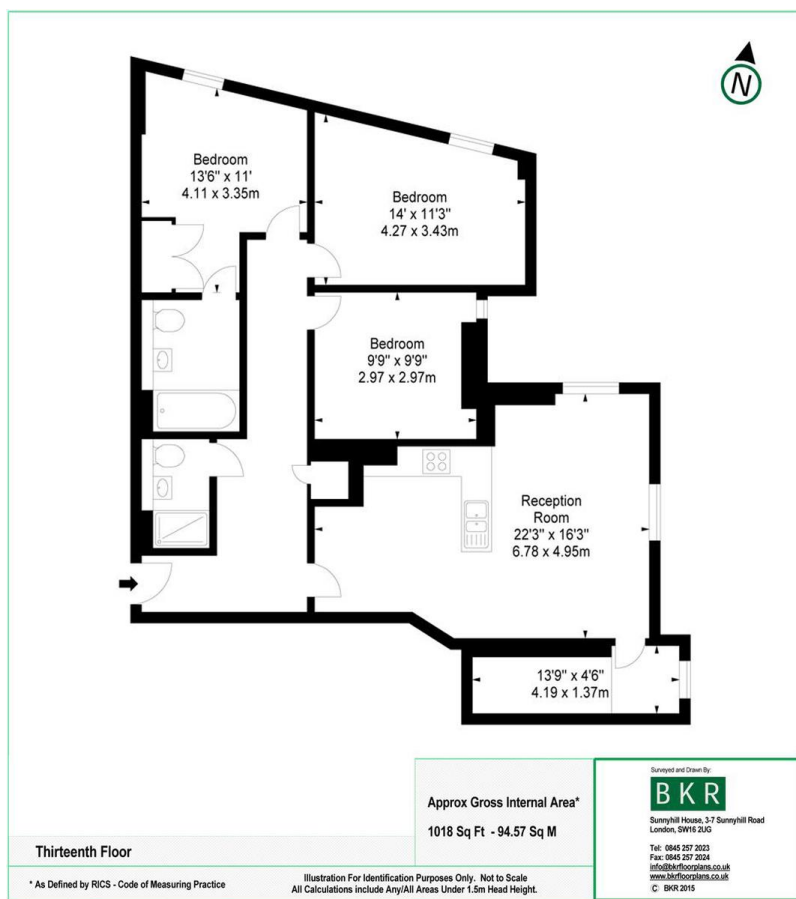 N
Bedroom
13'6" x 11'
4.11 x 3.35m
Bedroom
14' x 11'3"
4.27 x 3.43m
Bedroom
9'9" x 9'9"
2.97 x 2.97m
Reception
Room
22'3" x 16'3"
6.78 x 4.95m
13'9" x 4'6"
4.19 x 1.37m
Approx Gross Internal Area*
1018 Sq Ft - 94.57 Sq M
Thirteenth Floor
* As Defined by RICS - Code of Measuring Practice
Illustration For Identification Purposes Only. Not to Scale
All Calculations include Any/All Areas Under 1.5m Head Height.
Surveyed and Drawn By:
BKR
Sunnyhill House, 3-7 Sunnyhill Road
London, SW16 2UG
Tel: 0845 257 2023
Fax: 0845 257 2024
info@bkrfloorplans.co.uk
www.bkrfloorplans.co.uk
© BKR 2015